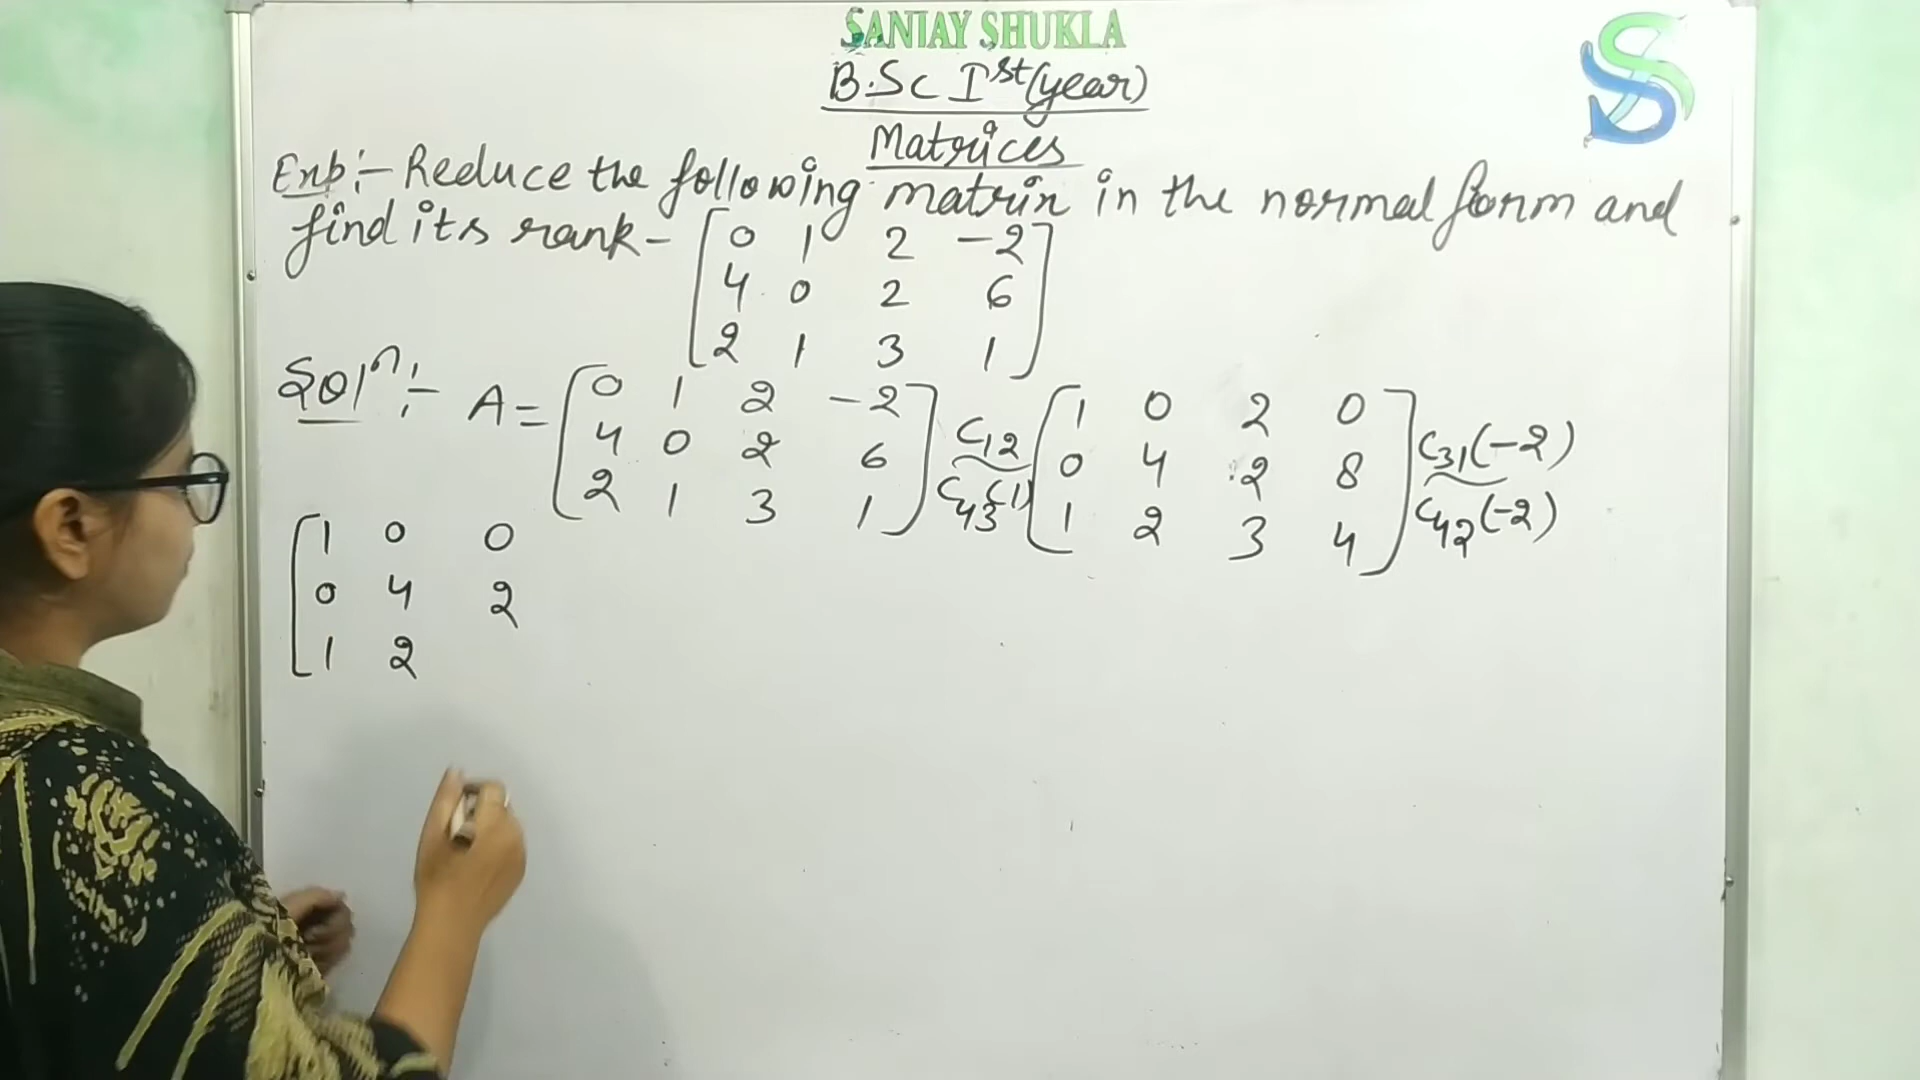 SANJAY SHUKLA
B.Sc Ist (year)
Matrices
Exp:- Reduce the following matrix in the normal form and
find its rank-
0 1 2 -2
4 0 2 6
2 1 3 1
Solⁿ:- A =
0 1 2 -2
4 0 2 6
2 1 3 1
C12
C43(1)
1 0 2 0
0 4 2 8
1 2 3 4
C31(-2)
C42(-2)
1 0 0
0 4 2
1 2